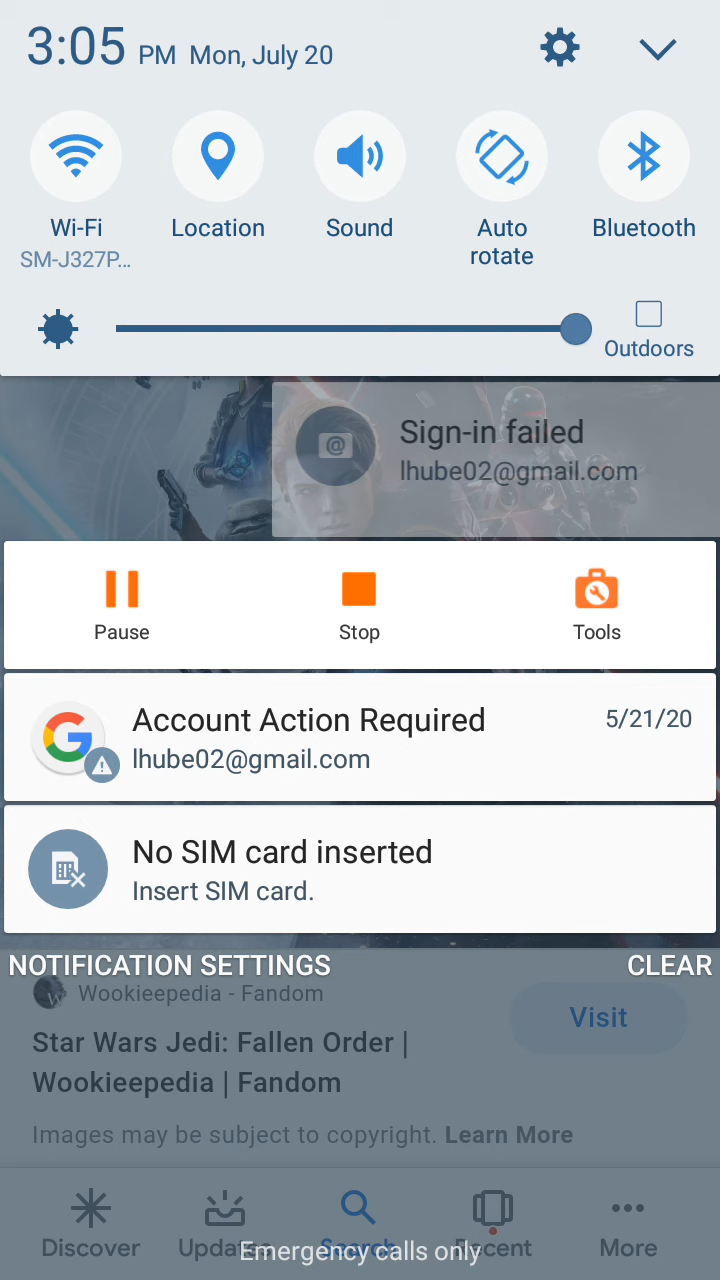 3:05 PM Mon, July 20
Wi-Fi Location Sound Auto rotate Bluetooth
SM-J327P...
Outdoors
Sign-in failed
lhube02@gmail.com
Pause Stop Tools
Account Action Required 5/21/20
lhube02@gmail.com
No SIM card inserted
Insert SIM card.
NOTIFICATION SETTINGS CLEAR
Wookieepedia - Fandom
Visit
Star Wars Jedi: Fallen Order |
Wookieepedia | Fandom
Images may be subject to copyright. Learn More
Discover Updates Search Recent More
Emergency calls only